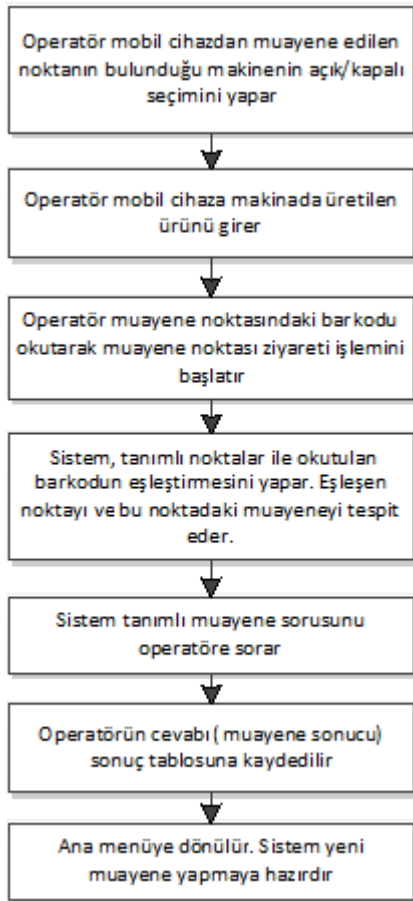 Operatör mobil cihazdan muayene edilen
noktanın bulunduğu makinenin açık/kapalı
seçimini yapar
Operatör mobil cihaza makinada üretilen
ürünü girer
Operatör muayene noktasındaki barkodu
okutarak muayene noktası ziyareti işlemini
başlatır
Sistem, tanımlı noktalar ile okutulan
barkodun eşleştirmesini yapar. Eşleşen
noktayı ve bu noktadaki muayeneyi tespit
eder.
Sistem tanımlı muayene sorusunu
operatöre sorar
Operatörün cevabı ( muayene sonucu)
sonuç tablosuna kaydedilir
Ana menüye dönülür. Sistem yeni
muayene yapmaya hazırdır